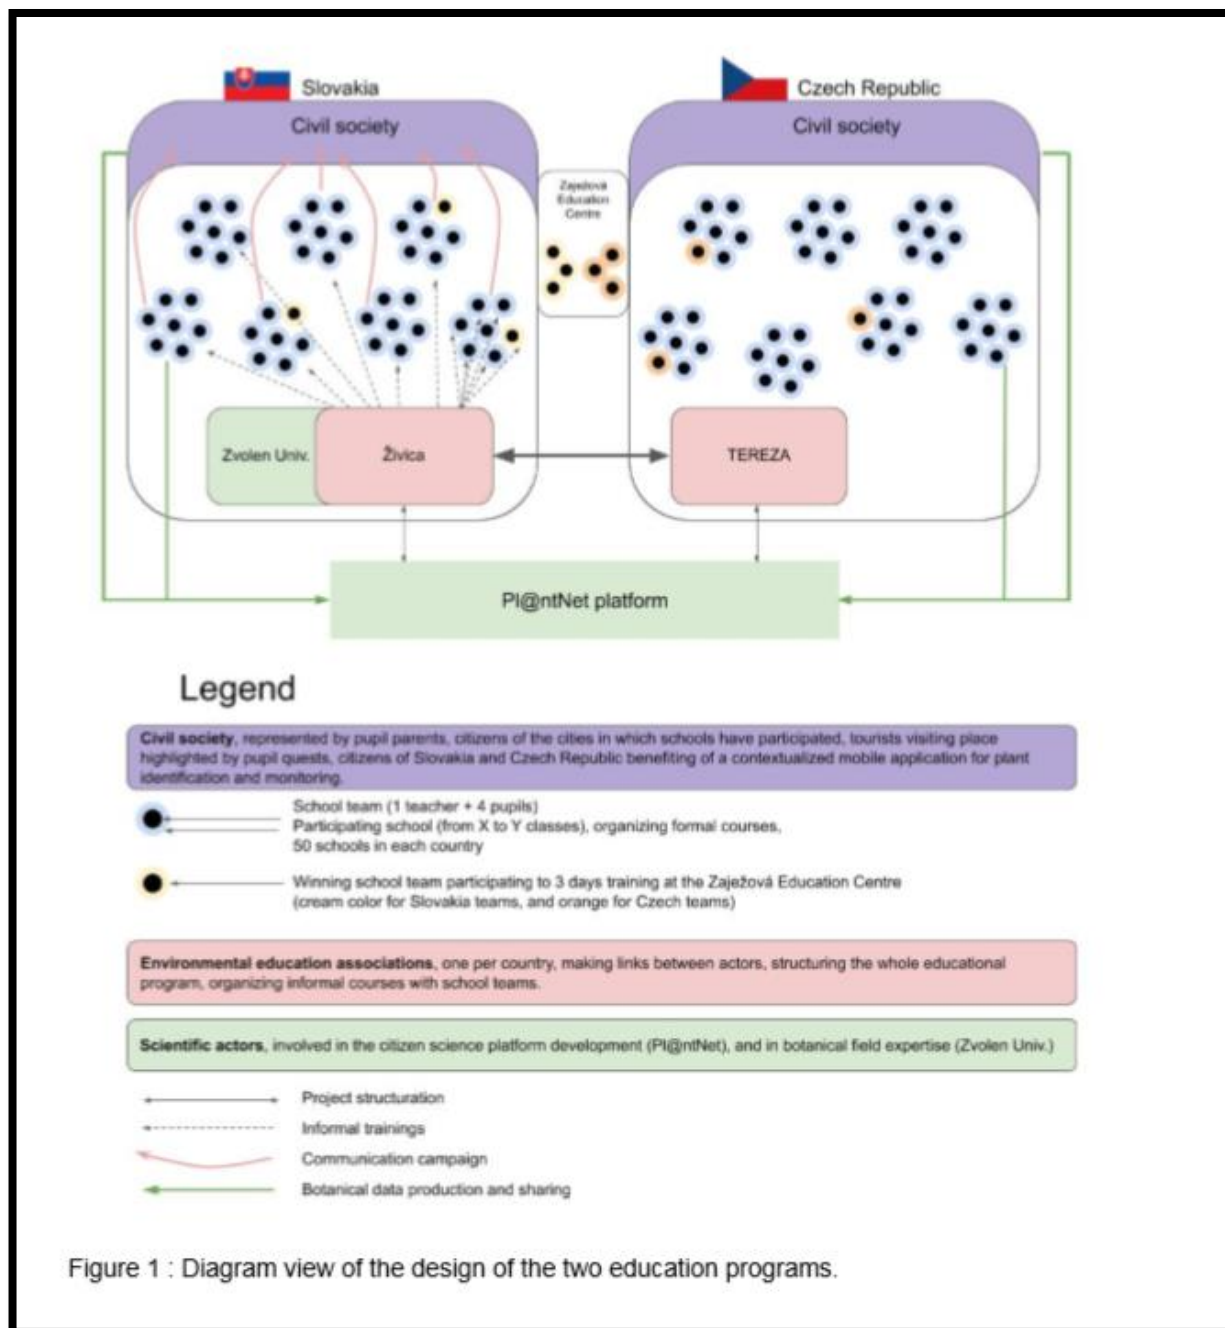 Slovakia
Czech Republic
Civil society
Civil society
Zaježová
Education
Centre
Zvolen Univ.
Živica
TEREZA
Pl@ntNet platform
Legend
Civil society, represented by pupil parents, citizens of the cities in which schools have participated, tourists visiting place
highlighted by pupil quests, citizens of Slovakia and Czech Republic benefiting of a contextualized mobile application for plant
identification and monitoring.
School team (1 teacher + 4 pupils)
Participating school (from X to Y classes), organizing formal courses,
50 schools in each country
Winning school team participating to 3 days training at the Zaježová Education Centre
(cream color for Slovakia teams, and orange for Czech teams)
Environmental education associations, one per country, making links between actors, structuring the whole educational
program, organizing informal courses with school teams.
Scientific actors, involved in the citizen science platform development (Pl@ntNet), and in botanical field expertise (Zvolen Univ.)
Project structuration
Informal trainings
Communication campaign
Botanical data production and sharing
Figure 1 : Diagram view of the design of the two education programs.